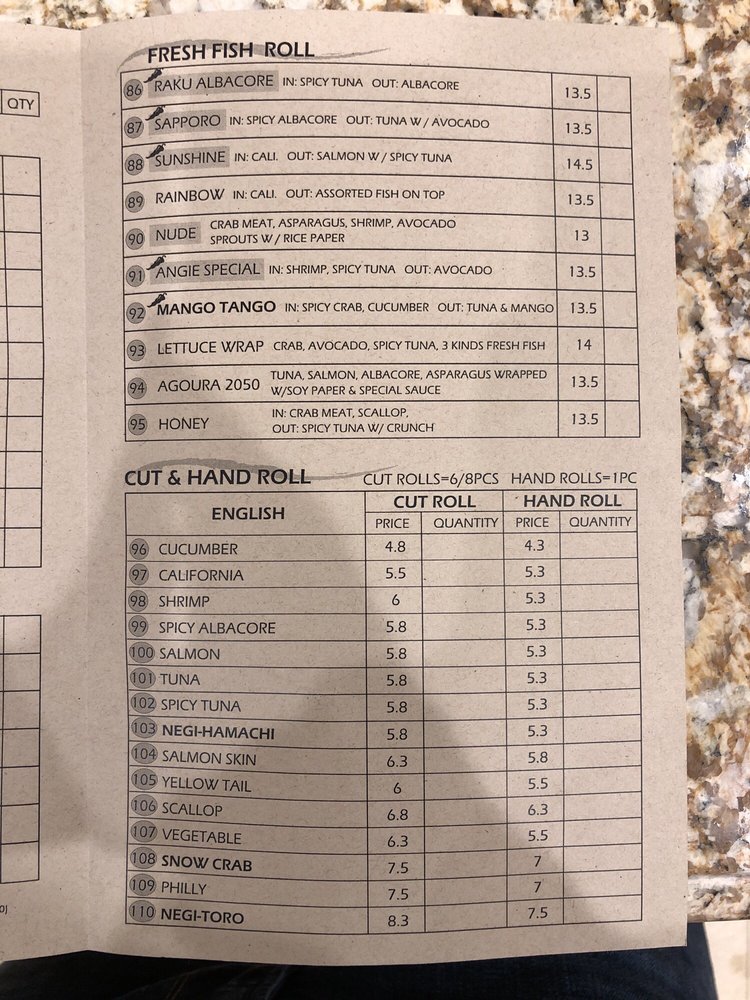 QTY
FRESH FISH ROLL
86 RAKU ALBACORE IN: SPICY TUNA OUT: ALBACORE 13.5
87 SAPPORO IN: SPICY ALBACORE OUT: TUNA W / AVOCADO 13.5
88 SUNSHINE IN: CALI. OUT: SALMON W / SPICY TUNA 14.5
89 RAINBOW IN: CALI. OUT: ASSORTED FISH ON TOP 13.5
90 NUDE CRAB MEAT, ASPARAGUS, SHRIMP, AVOCADO
SPROUTS W / RICE PAPER 13
91 ANGIE SPECIAL IN: SHRIMP, SPICY TUNA OUT: AVOCADO 13.5
92 MANGO TANGO IN: SPICY CRAB, CUCUMBER OUT: TUNA & MANGO 13.5
93 LETTUCE WRAP CRAB, AVOCADO, SPICY TUNA, 3 KINDS FRESH FISH 14
94 AGOURA 2050 TUNA, SALMON, ALBACORE, ASPARAGUS WRAPPED
W/SOY PAPER & SPECIAL SAUCE 13.5
95 HONEY IN: CRAB MEAT, SCALLOP,
OUT: SPICY TUNA W/ CRUNCH 13.5
CUT & HAND ROLL CUT ROLLS=6/8PCS HAND ROLLS=1PC
ENGLISH CUT ROLL HAND ROLL
PRICE QUANTITY PRICE QUANTITY
96 CUCUMBER 4.8 4.3
97 CALIFORNIA 5.5 5.3
98 SHRIMP 6 5.3
99 SPICY ALBACORE 5.8 5.3
100 SALMON 5.8 5.3
101 TUNA 5.8 5.3
102 SPICY TUNA 5.8 5.3
103 NEGI-HAMACHI 5.8 5.3
104 SALMON SKIN 6.3 5.8
105 YELLOW TAIL 6 5.5
106 SCALLOP 6.8 6.3
107 VEGETABLE 6.3 5.5
108 SNOW CRAB 7.5 7
109 PHILLY 7.5 7
110 NEGI-TORO 8.3 7.5